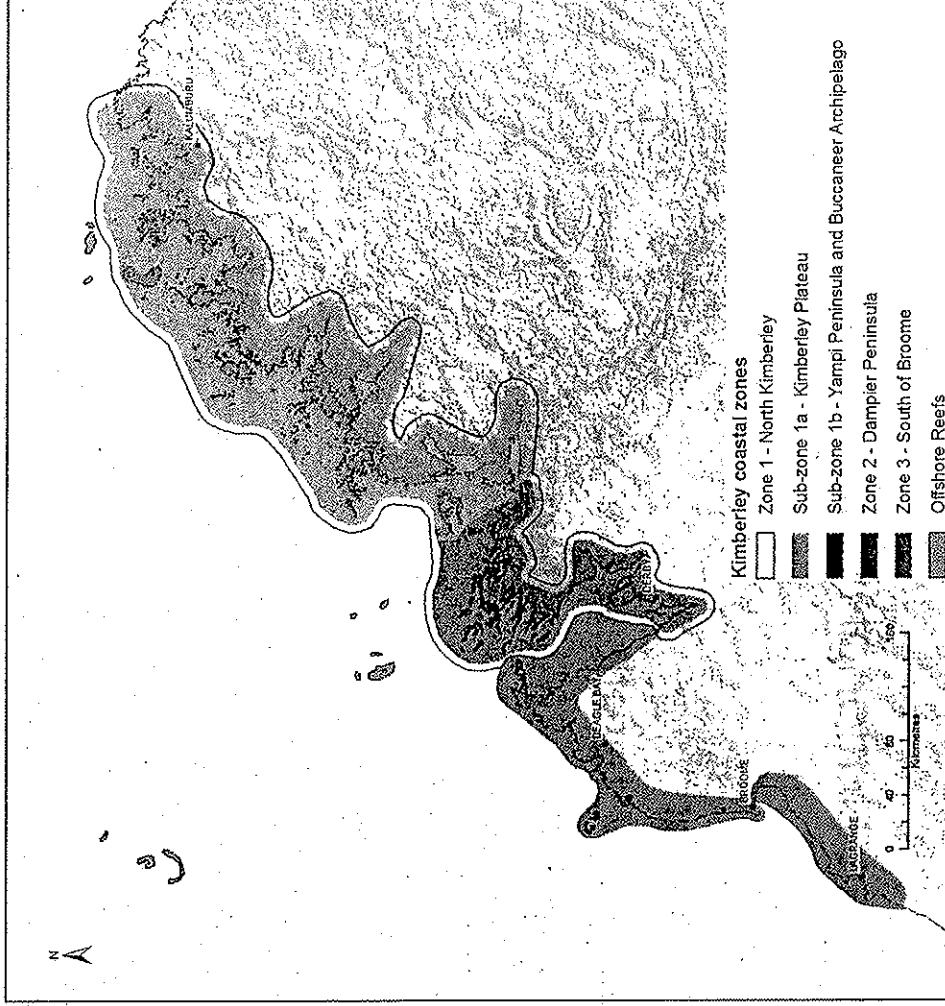 N
KALUMBURU
DERBY
BEAGLE BAY
BROOME
LAGRANGE
Kimberley coastal zones
Zone 1 - North Kimberley
Sub-zone 1a - Kimberley Plateau
Sub-zone 1b - Yampi Peninsula and Buccaneer Archipelago
Zone 2 - Dampier Peninsula
Zone 3 - South of Broome
Offshore Reefs
0 40 80 160
Kilometres